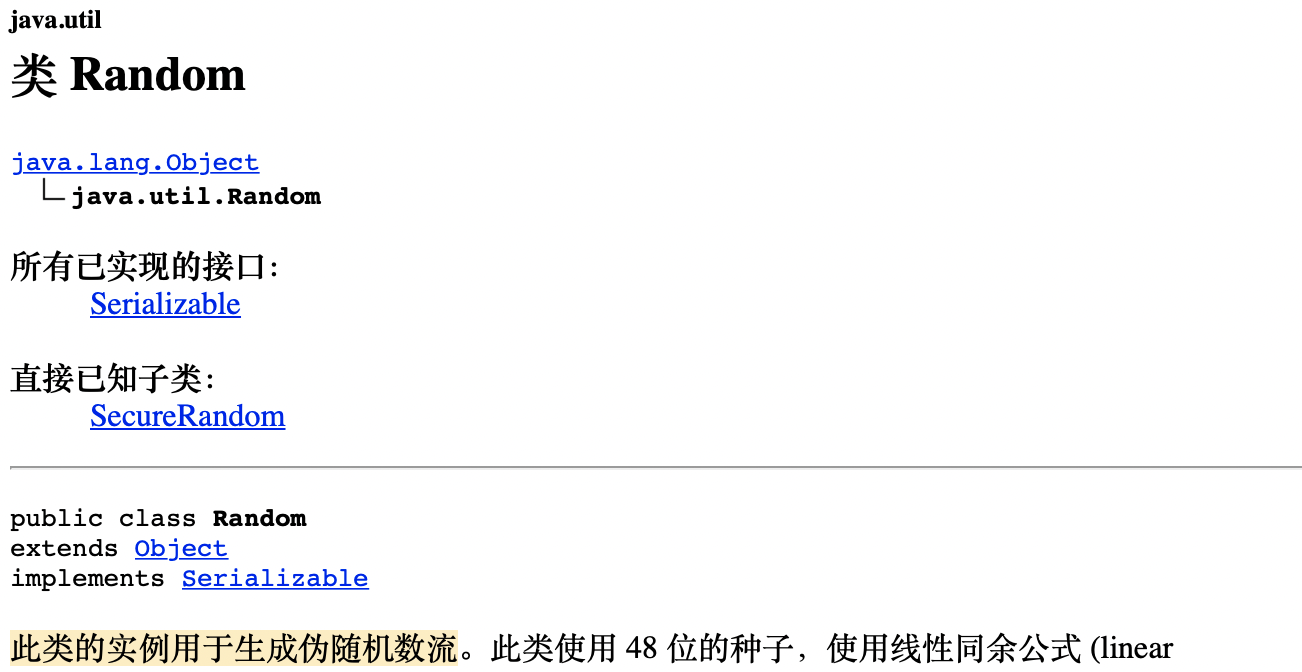 java.util
类 Random
java.lang.Object
java.util.Random
所有已实现的接口：
Serializable
直接已知子类：
SecureRandom
public class Random
extends Object
implements Serializable
此类的实例用于生成伪随机数流。此类使用 48 位的种子，使用线性同余公式 (linear